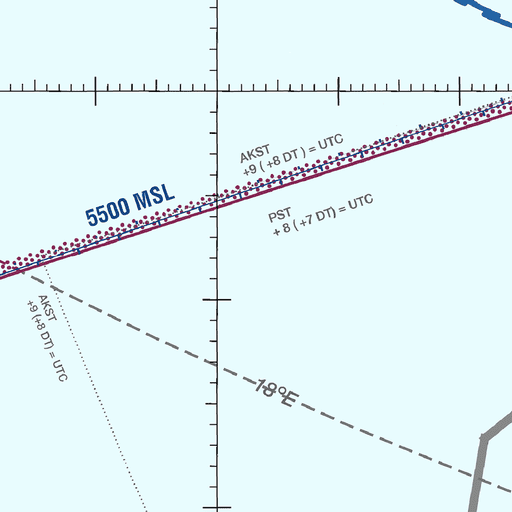 AKST
+9 ( +8 DT ) = UTC
5500 MSL
PST
+ 8 ( +7 DT) = UTC
AKST
+9 (+8 DT) = UTC
18°E